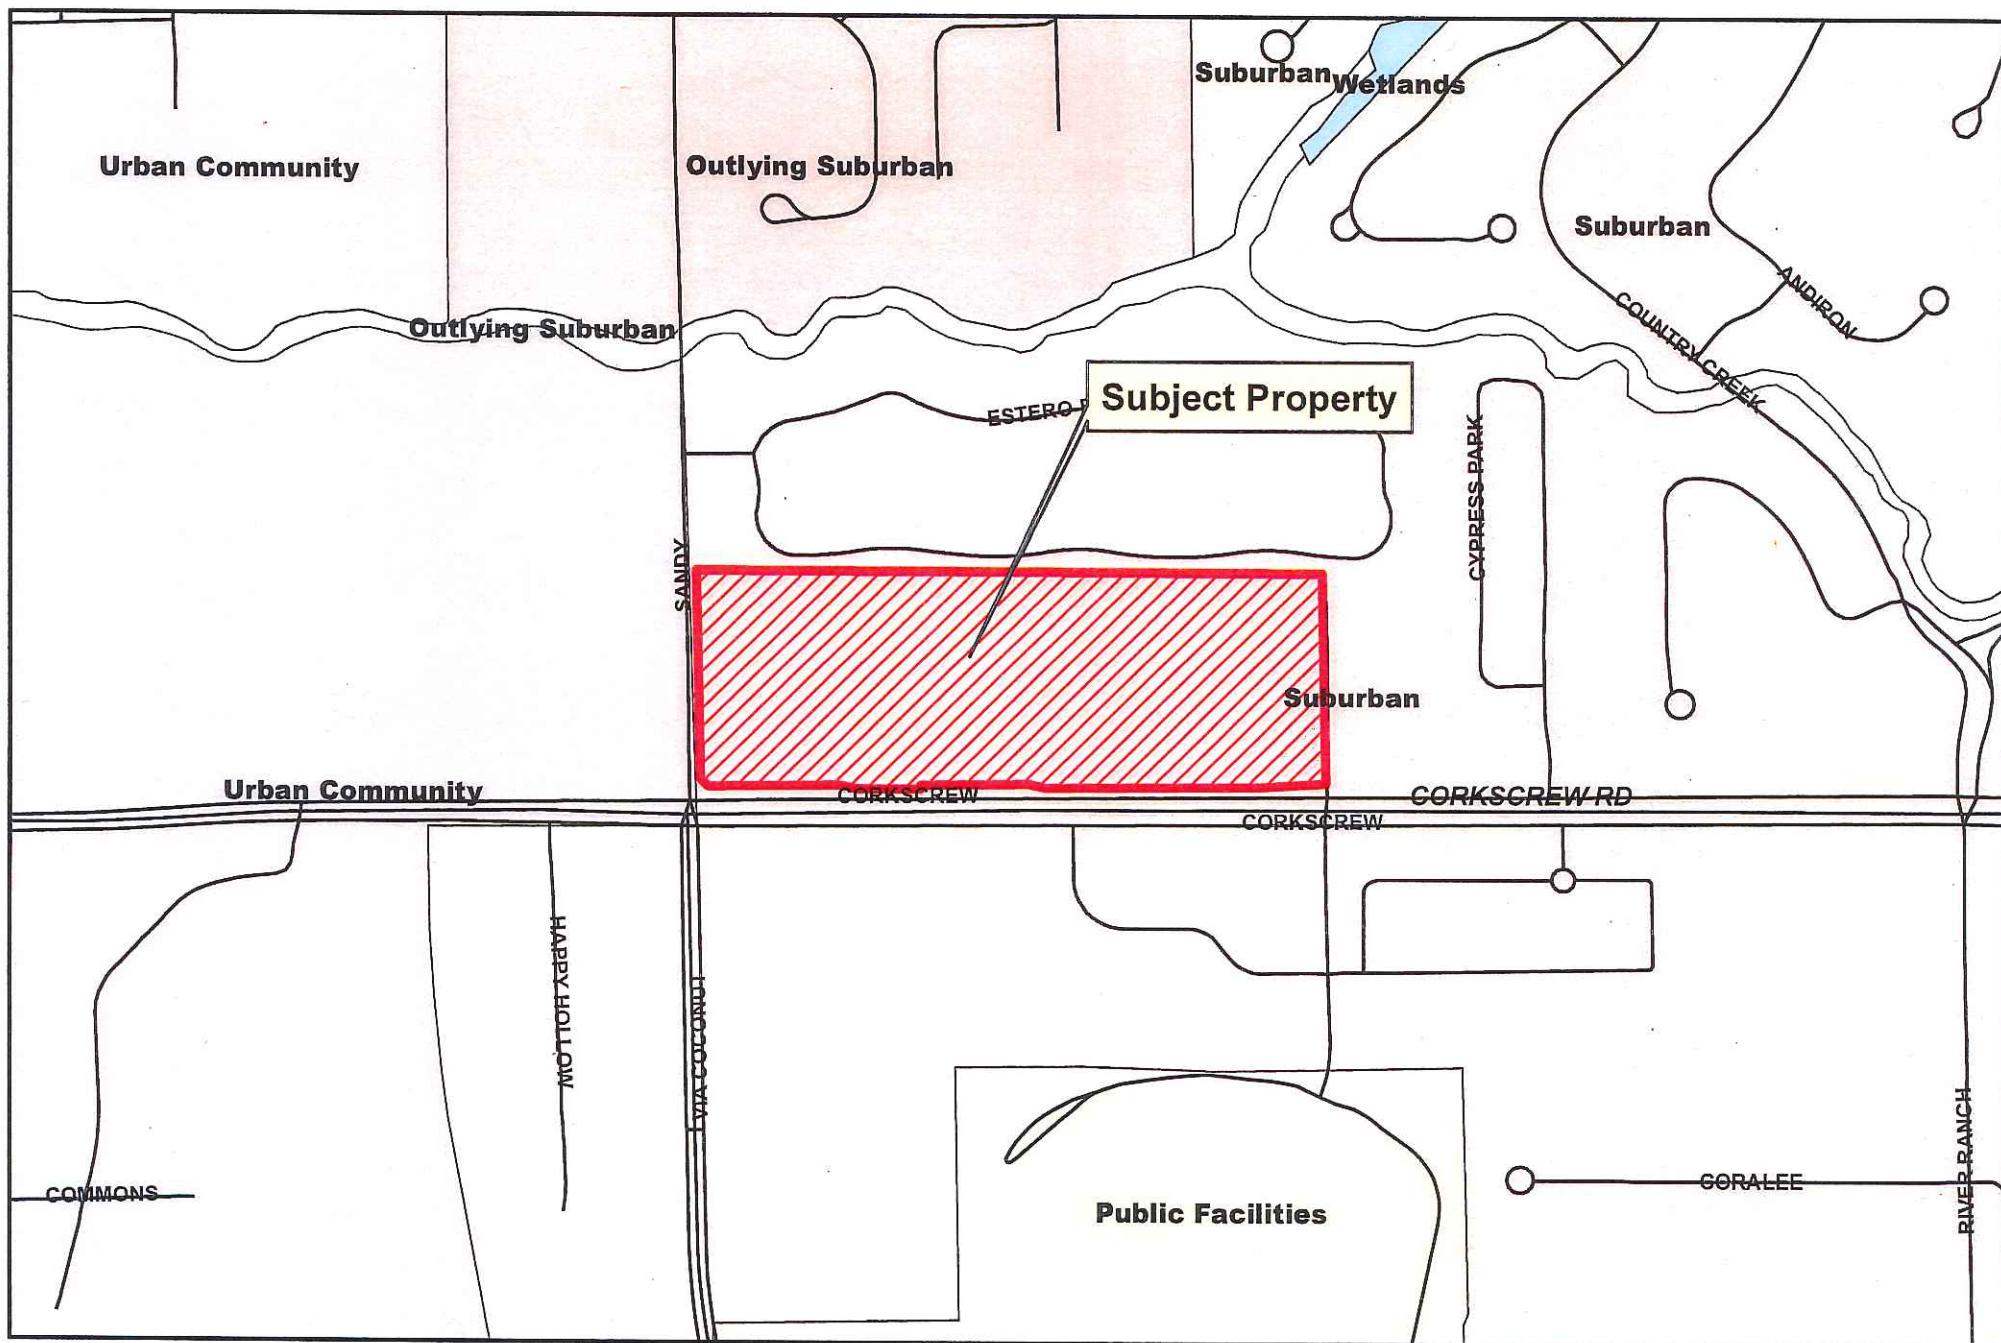 Suburban
Wetlands
Urban Community
Outlying Suburban
Suburban
ANDIRON
COUNTRY CREEK
Outlying Suburban
Subject Property
ESTERO
CYPRESS PARK
SANDY
Suburban
Urban Community
CORKSCREW
CORKSCREW RD
CORKSCREW
HAPPY HOLLOW
VIA COCONUT
RIVER RANCH
COMMONS
CORALEE
Public Facilities